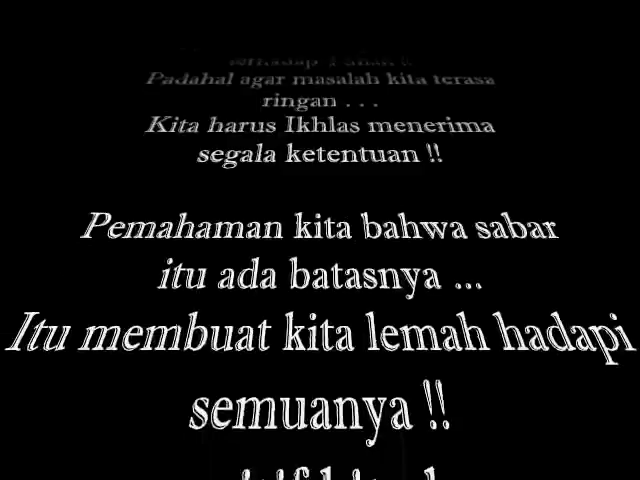 Padahal agar masalah kita terasa
ringan . . .
Kita harus Ikhlas menerima
segala ketentuan !!
Pemahaman kita bahwa sabar
itu ada batasnya ...
Itu membuat kita lemah hadapi
semuanya !!